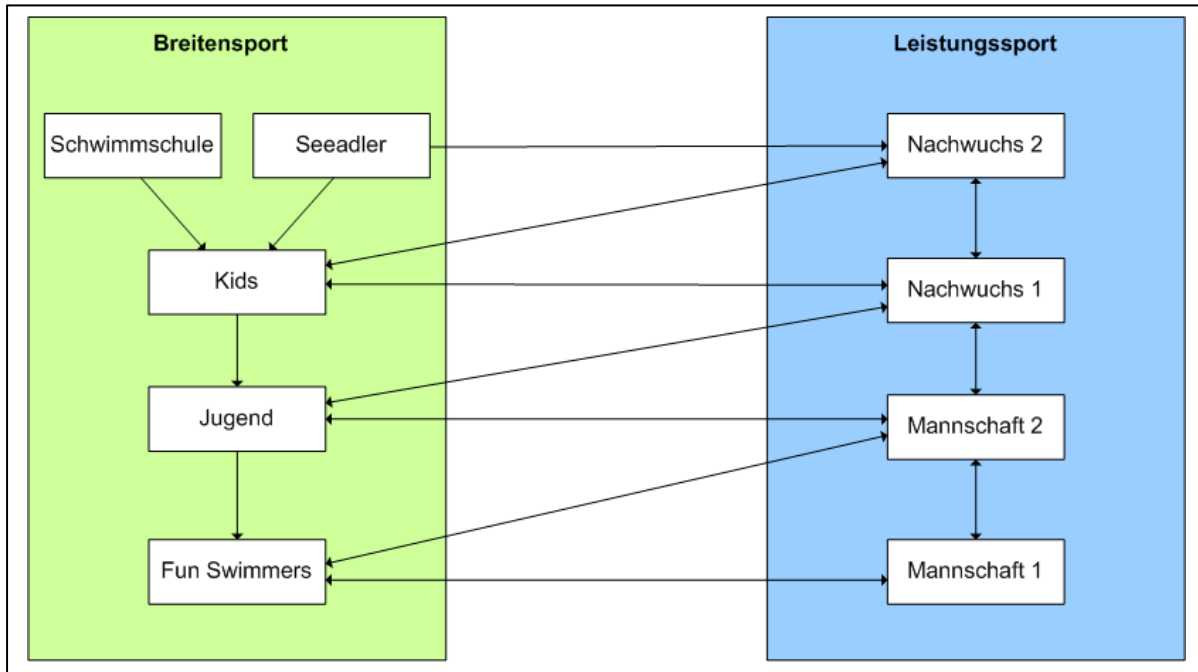 Breitensport
Leistungssport
Schwimmschule
Seeadler
Nachwuchs 2
Kids
Nachwuchs 1
Jugend
Mannschaft 2
Fun Swimmers
Mannschaft 1